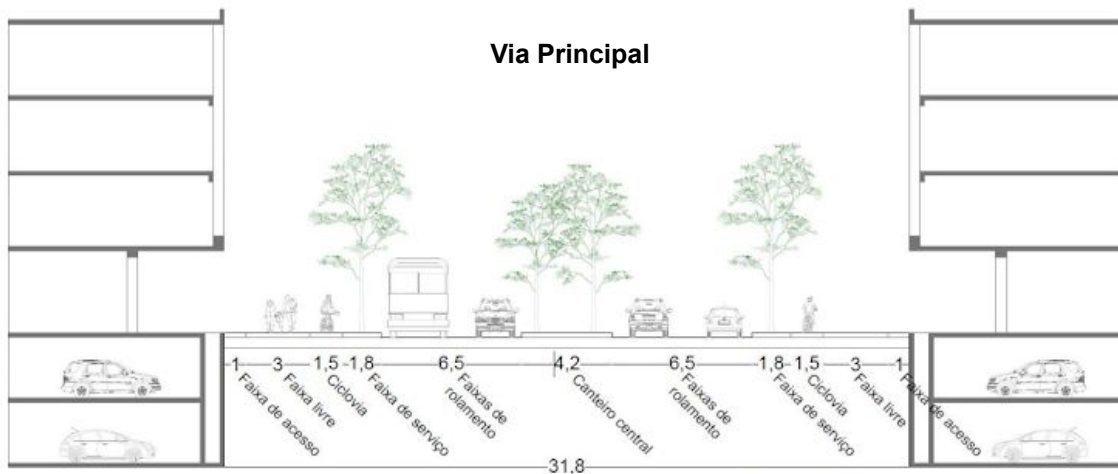 Via Principal
1 3 1,5 1,8 6,5 4,2 6,5 1,8 1,5 3 1
Faixa de acesso
Faixa livre
Ciclovia
Faixa de serviço
Faixas de
rolamento
Canteiro central
Faixas de
rolamento
Faixa de serviço
Ciclovia
Faixa livre
Faixa de acesso
31.8